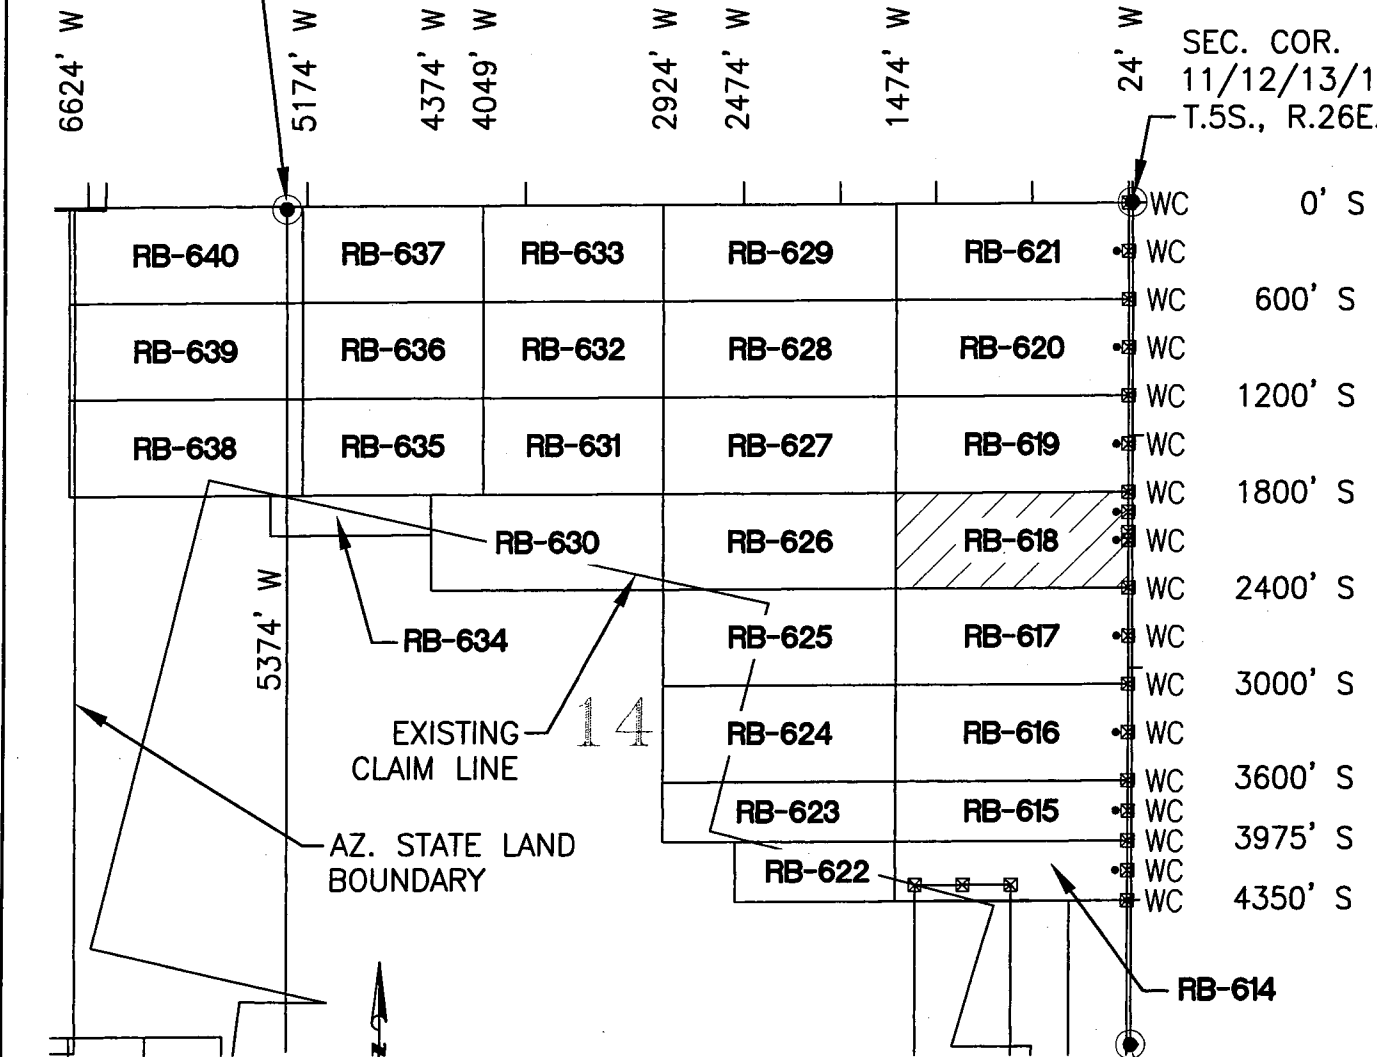 6624' W
5174' W
4374' W
4049' W
2924' W
2474' W
1474' W
24' W
SEC. COR.
11/12/13/1
T.5S., R.26E.
WC 0' S
RB-640 RB-637 RB-633 RB-629 RB-621 WC
WC 600' S
RB-639 RB-636 RB-632 RB-628 RB-620 WC
WC 1200' S
RB-638 RB-635 RB-631 RB-627 RB-619 WC
WC 1800' S
RB-630 RB-626 RB-618 WC
WC 2400' S
5374' W
RB-634 RB-625 RB-617 WC
WC 3000' S
EXISTING
CLAIM LINE
14
RB-624 RB-616 WC
WC 3600' S
RB-623 RB-615 WC
WC 3975' S
AZ. STATE LAND
BOUNDARY
RB-622 WC
WC 4350' S
RB-614
N